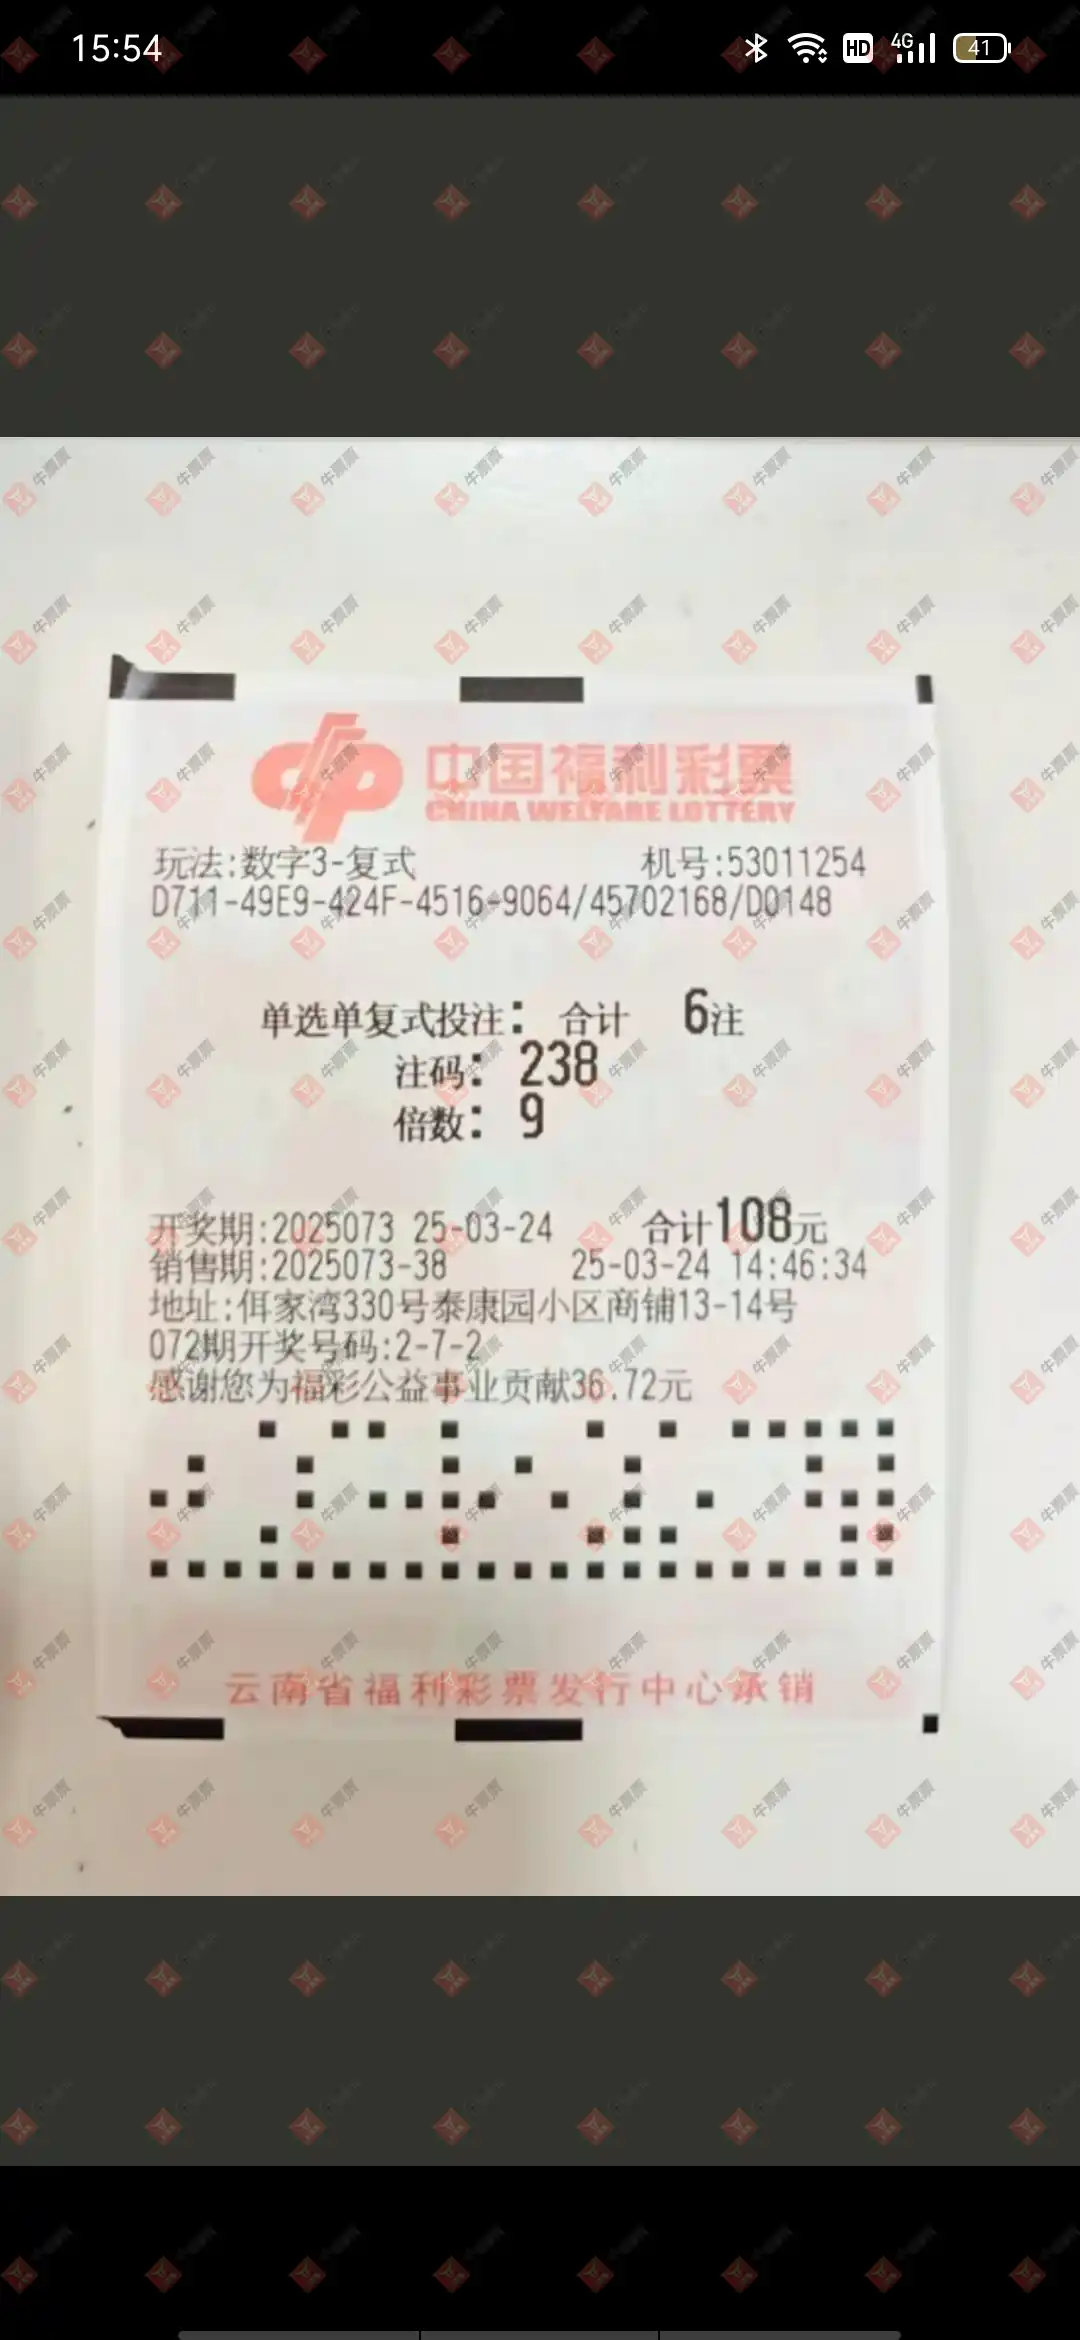 15:54 HD 4G 41
中国福利彩票
CHINA WELFARE LOTTERY
玩法:数字3-复式 机号:53011254
D711-49E9-424F-4516-9064/45702168/D0148
单选单复式投注: 合计 6注
注码: 238
倍数: 9
开奖期:2025073 25-03-24 合计108元
销售期:2025073-38 25-03-24 14:46:34
地址:佴家湾330号泰康园小区商铺13-14号
072期开奖号码:2-7-2
感谢您为福彩公益事业贡献36.72元
云南省福利彩票发行中心承销
牛票票